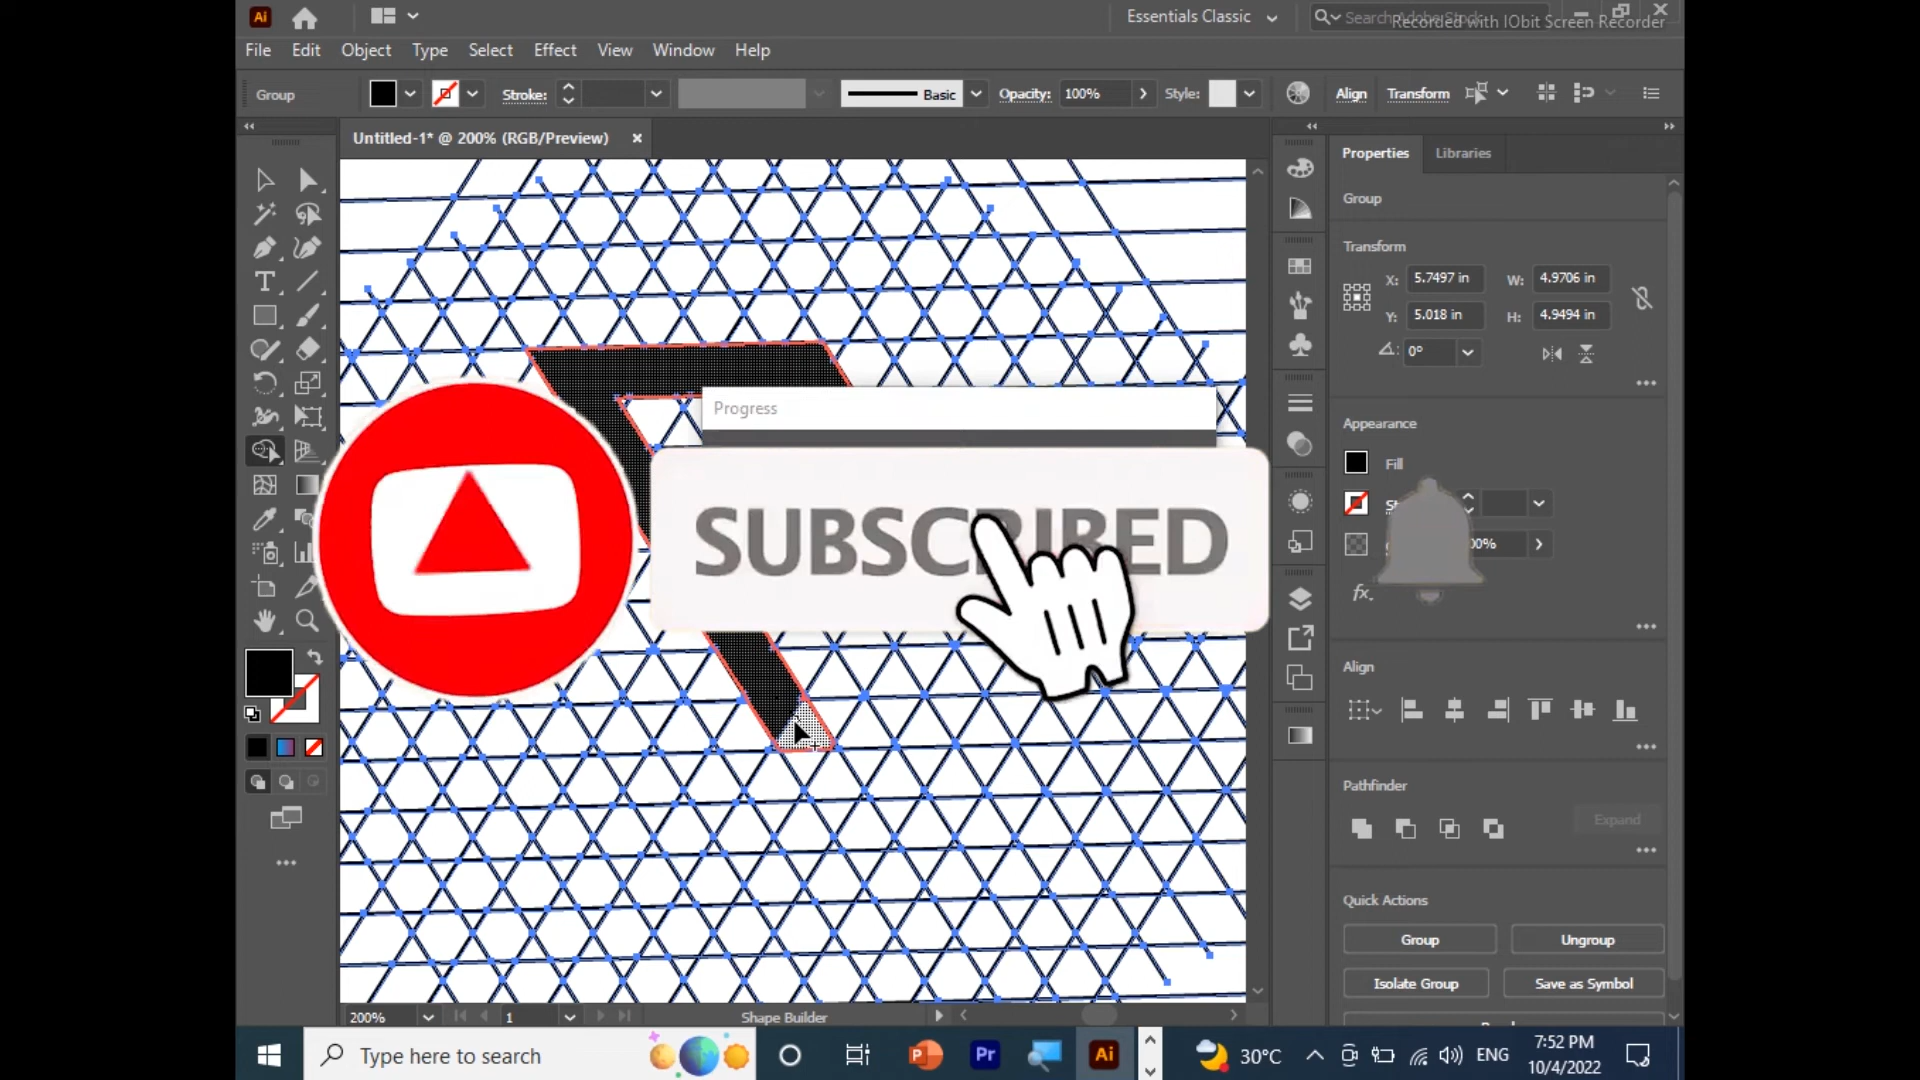 Essentials Classic
Search Adobe Stock
Recorded with IObit Screen Recorder
File Edit Object Type Select Effect View Window Help
Group Stroke: Basic Opacity: 100% Style: Align Transform
Untitled-1* @ 200% (RGB/Preview)
Properties Libraries
Group
Transform
X: 5.7497 in W: 4.9706 in
Y: 5.018 in H: 4.9494 in
0°
Progress
Appearance
Fill
SUBSCRIBED
fx.
Align
Pathfinder
Expand
Quick Actions
Group Ungroup
Isolate Group Save as Symbol
200% 1 Shape Builder
Type here to search
30°C ENG
7:52 PM
10/4/2022